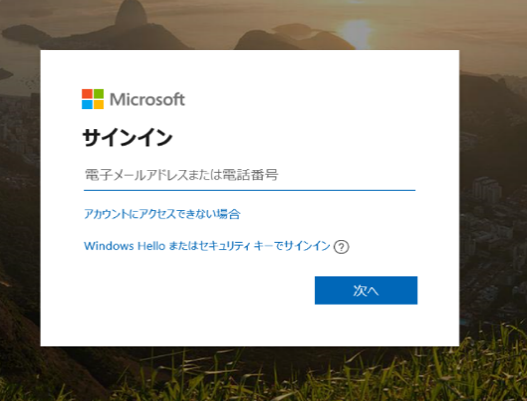 Microsoft
サインイン
電子メールアドレスまたは電話番号
アカウントにアクセスできない場合
Windows Hello またはセキュリティ キーでサインイン ?
次へ